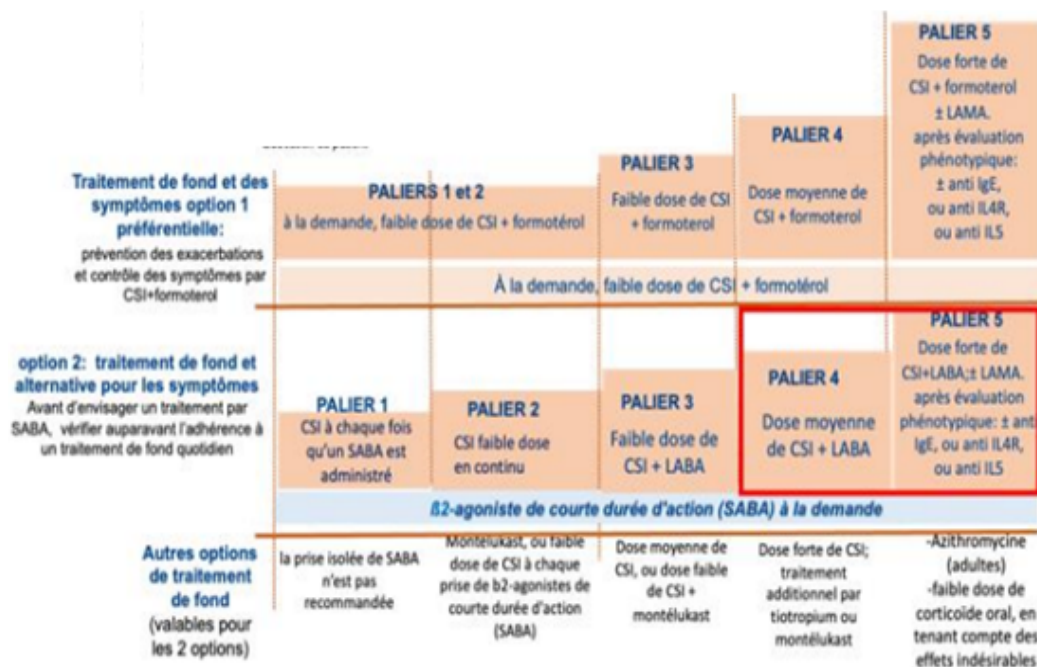 PALIER 5
Dose forte de
CSI + formoterol
± LAMA.
après évaluation
phénotypique:
± anti IgE,
ou anti IL4R,
ou anti IL5
PALIER 4
Dose moyenne de
CSI + formoterol
PALIER 3
Faible dose de CSI
+ formoterol
PALIERS 1 et 2
à la demande, faible dose de CSI + formotérol
Traitement de fond et des
symptômes option 1
préférentielle:
prévention des exacerbations
et contrôle des symptômes par
CSI+formoterol
À la demande, faible dose de CSI + formotérol
option 2: traitement de fond et
alternative pour les symptômes
Avant d'envisager un traitement par
SABA, vérifier auparavant l'adhérence à
un traitement de fond quotidien
PALIER 1
CSI à chaque fois
qu'un SABA est
administré
PALIER 2
CSI faible dose
en continu
PALIER 3
Faible dose de
CSI + LABA
PALIER 4
Dose moyenne
de CSI + LABA
PALIER 5
Dose forte de
CSI+LABA;± LAMA.
après évaluation
phénotypique: ± anti
IgE, ou anti IL4R,
ou anti IL5
ß2-agoniste de courte durée d'action (SABA) à la demande
Autres options
de traitement
de fond
(valables pour
les 2 options)
la prise isolée de SABA
n'est pas
recommandée
Montelukast, ou faible
dose de CSI à chaque
prise de b2-agonistes de
courte durée d'action
(SABA)
Dose moyenne de
CSI, ou dose faible
de CSI +
montélukast
Dose forte de CSI;
traitement
additionnel par
tiotropium ou
montélukast
-Azithromycine
(adultes)
-faible dose de
corticoïde oral, en
tenant compte des
effets indésirables